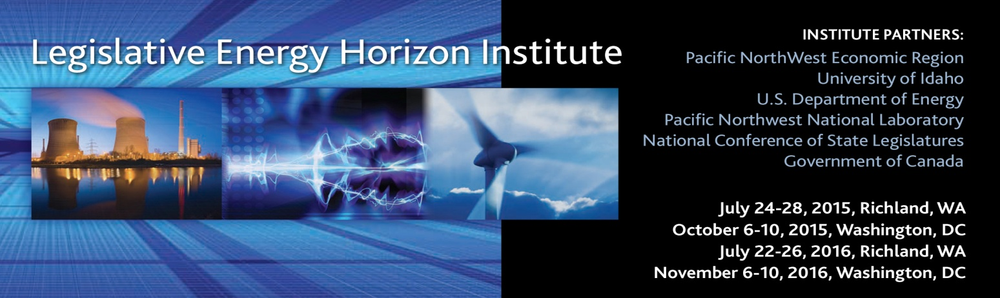 Legislative Energy Horizon Institute
INSTITUTE PARTNERS:
Pacific NorthWest Economic Region
University of Idaho
U.S. Department of Energy
Pacific Northwest National Laboratory
National Conference of State Legislatures
Government of Canada
July 24-28, 2015, Richland, WA
October 6-10, 2015, Washington, DC
July 22-26, 2016, Richland, WA
November 6-10, 2016, Washington, DC